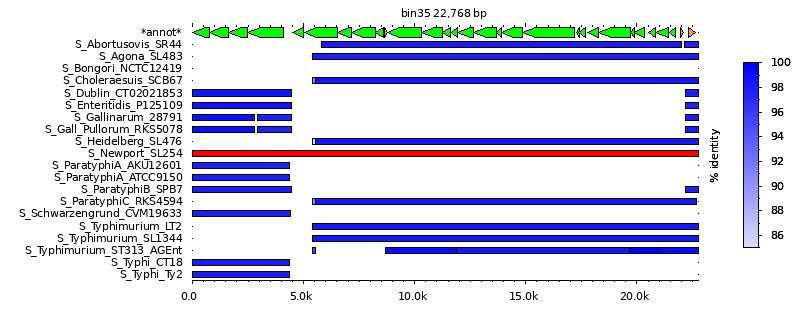 bin35 22,768 bp
*annot*
S_Abortusovis_SR44
S_Agona_SL483
S_Bongori_NCTC12419
S_Choleraesuis_SCB67
S_Dublin_CT02021853
S_Enteritidis_P125109
S_Gallinarum_28791
S_Gall_Pullorum_RKS5078
S_Heidelberg_SL476
S_Newport_SL254
S_ParatyphiA_AKU12601
S_ParatyphiA_ATCC9150
S_ParatyphiB_SPB7
S_ParatyphiC_RKS4594
S_Schwarzengrund_CVM19633
S_Typhimurium_LT2
S_Typhimurium_SL1344
S_Typhimurium_ST313_AGEnt
S_Typhi_CT18
S_Typhi_Ty2
0.0 5.0k 10.0k 15.0k 20.0k
% identity
100
98
96
94
92
90
88
86